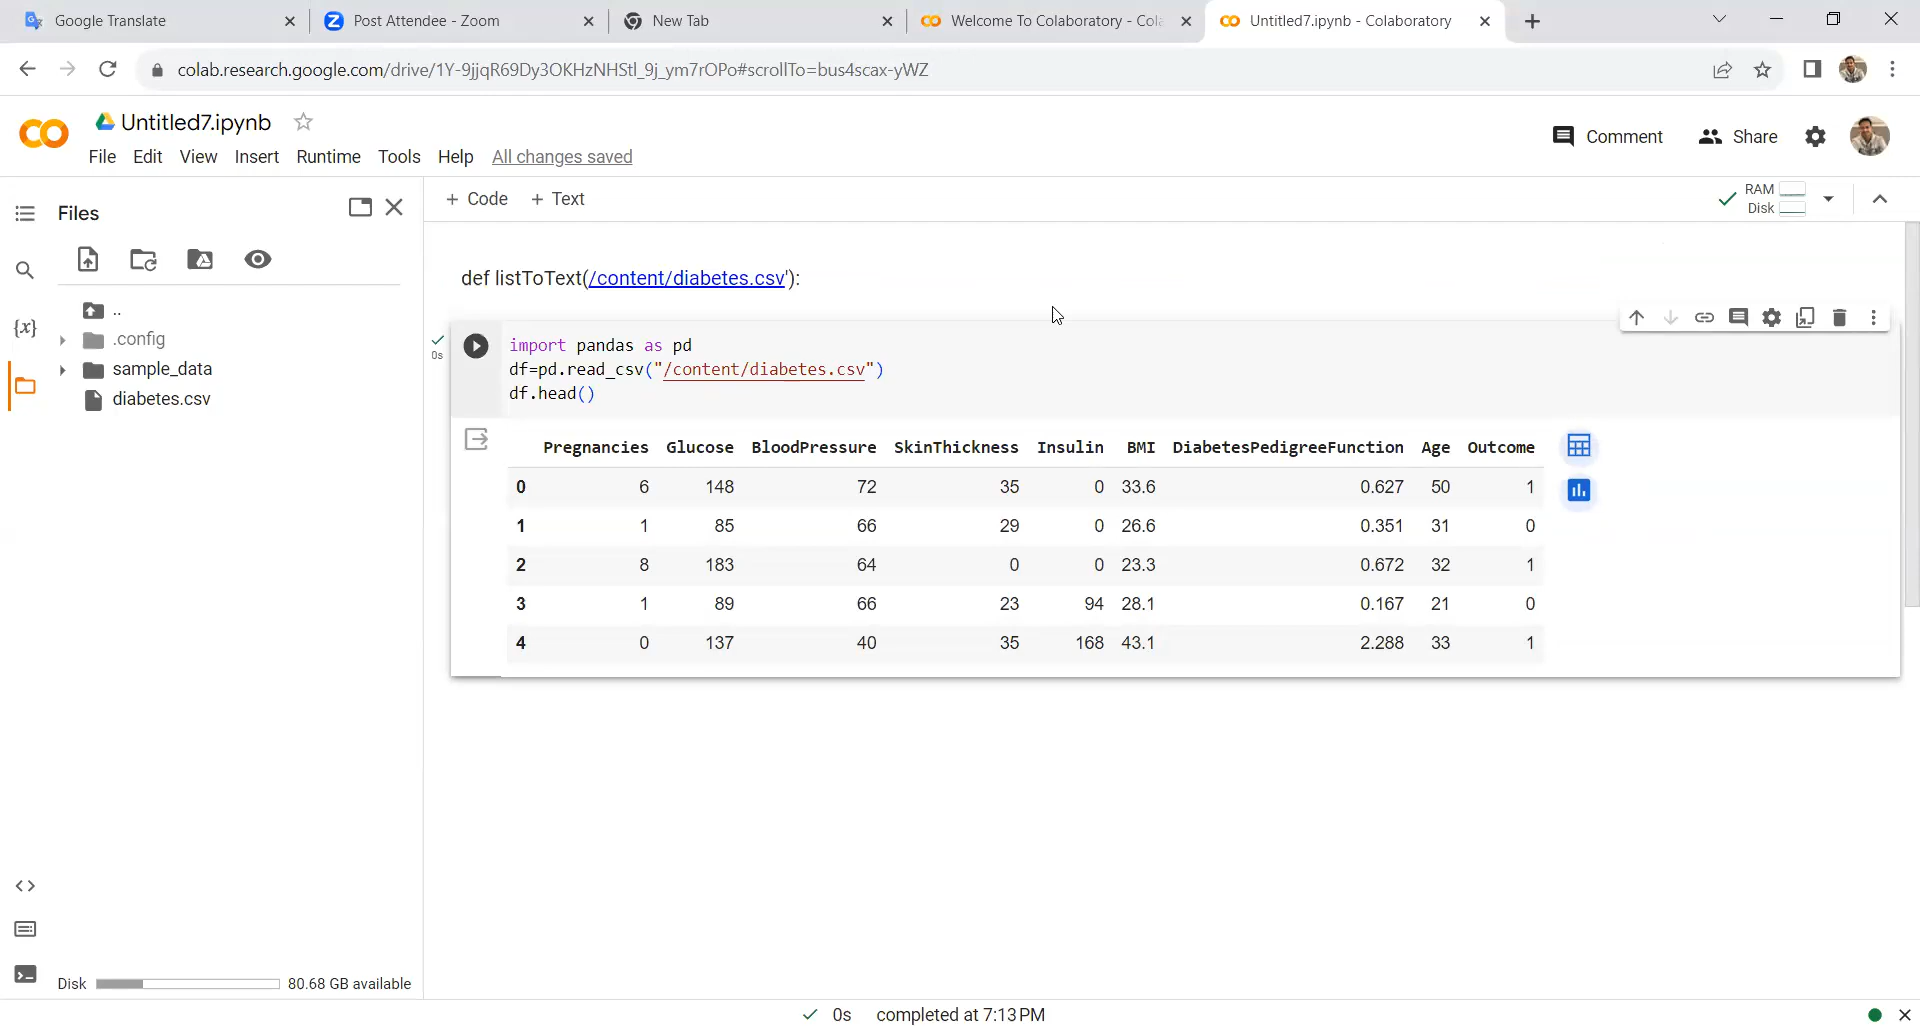 Google Translate
Post Attendee - Zoom
New Tab
Welcome To Colaboratory - Cola
Untitled7.ipynb - Colaboratory
colab.research.google.com/drive/1Y-9jjqR69Dy3OKHzNHStl_9j_ym7rOPo#scrollTo=bus4scax-yWZ
Untitled7.ipynb
Comment
Share
File Edit View Insert Runtime Tools Help All changes saved
Files
+ Code + Text
RAM
Disk
..
.config
sample_data
diabetes.csv
{x}
def listToText(/content/diabetes.csv'):
0s
import pandas as pd
df=pd.read_csv("/content/diabetes.csv")
df.head()
Pregnancies Glucose BloodPressure SkinThickness Insulin BMI DiabetesPedigreeFunction Age Outcome
0 6 148 72 35 0 33.6 0.627 50 1
1 1 85 66 29 0 26.6 0.351 31 0
2 8 183 64 0 0 23.3 0.672 32 1
3 1 89 66 23 94 28.1 0.167 21 0
4 0 137 40 35 168 43.1 2.288 33 1
Disk 80.68 GB available
0s completed at 7:13 PM